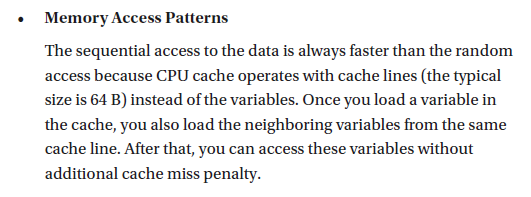 • Memory Access Patterns
The sequential access to the data is always faster than the random
access because CPU cache operates with cache lines (the typical
size is 64 B) instead of the variables. Once you load a variable in
the cache, you also load the neighboring variables from the same
cache line. After that, you can access these variables without
additional cache miss penalty.